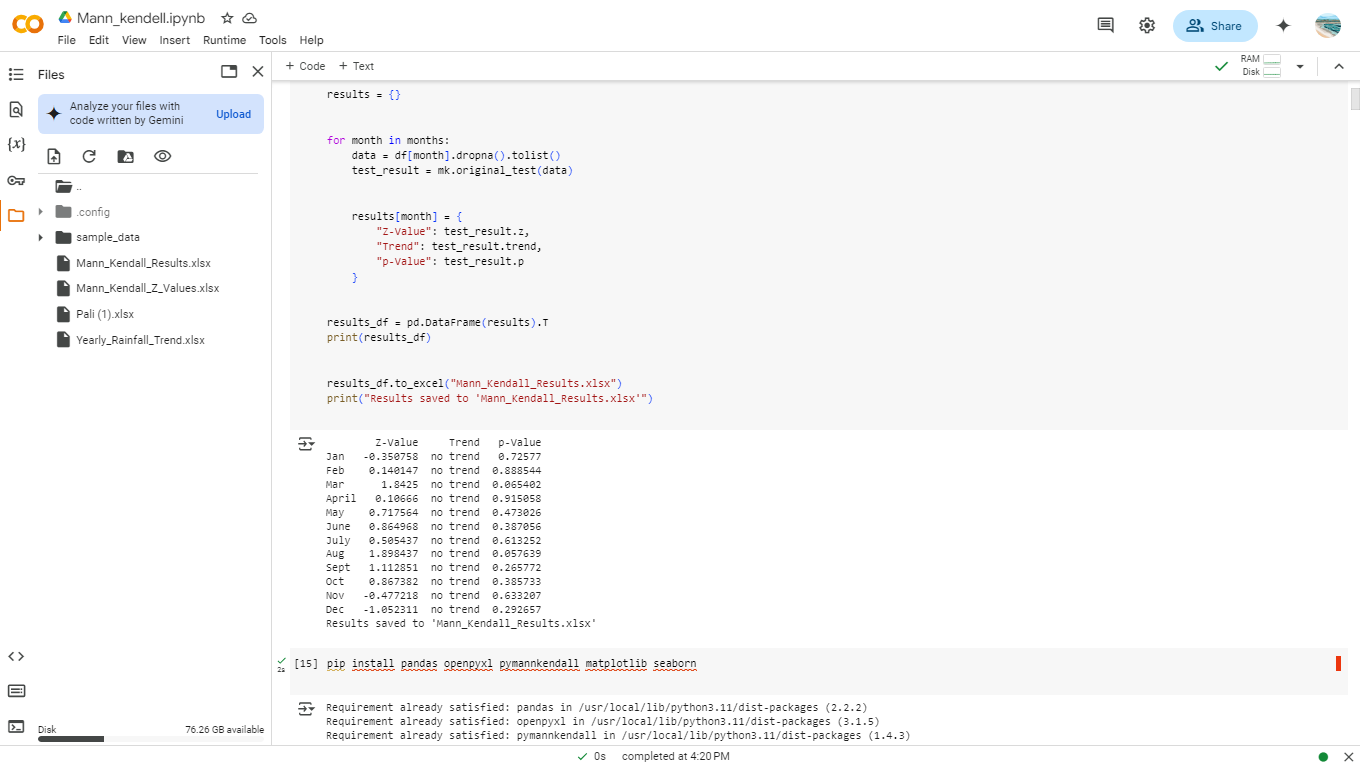 CO
Mann_kendell.ipynb
File Edit View Insert Runtime Tools Help
Share
Files
+ Code + Text
RAM
Disk
Analyze your files with
code written by Gemini
Upload
{x}
..
.config
sample_data
Mann_Kendall_Results.xlsx
Mann_Kendall_Z_Values.xlsx
Pali (1).xlsx
Yearly_Rainfall_Trend.xlsx
Disk 76.26 GB available
results = {}
for month in months:
    data = df[month].dropna().tolist()
    test_result = mk.original_test(data)
    results[month] = {
        "Z-Value": test_result.z,
        "Trend": test_result.trend,
        "p-Value": test_result.p
    }
results_df = pd.DataFrame(results).T
print(results_df)
results_df.to_excel("Mann_Kendall_Results.xlsx")
print("Results saved to 'Mann_Kendall_Results.xlsx'")
Z-Value Trend p-Value
Jan -0.350758 no trend 0.72577
Feb 0.140147 no trend 0.888544
Mar 1.8425 no trend 0.065402
April 0.10666 no trend 0.915058
May 0.717564 no trend 0.473026
June 0.864968 no trend 0.387056
July 0.505437 no trend 0.613252
Aug 1.898437 no trend 0.057639
Sept 1.112851 no trend 0.265772
Oct 0.867382 no trend 0.385733
Nov -0.477218 no trend 0.633207
Dec -1.052311 no trend 0.292657
Results saved to 'Mann_Kendall_Results.xlsx'
2s
[15] pip install pandas openpyxl pymannkendall matplotlib seaborn
Requirement already satisfied: pandas in /usr/local/lib/python3.11/dist-packages (2.2.2)
Requirement already satisfied: openpyxl in /usr/local/lib/python3.11/dist-packages (3.1.5)
Requirement already satisfied: pymannkendall in /usr/local/lib/python3.11/dist-packages (1.4.3)
0s completed at 4:20 PM